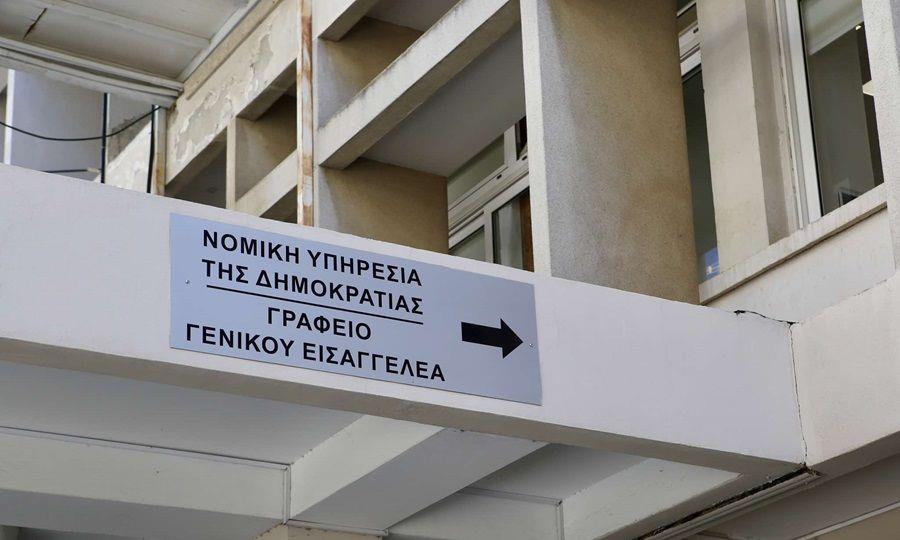 ΝΟΜΙΚΗ ΥΠΗΡΕΣΙΑ
ΤΗΣ ΔΗΜΟΚΡΑΤΙΑΣ
ΓΡΑΦΕΙΟ
ΓΕΝΙΚΟΥ ΕΙΣΑΓΓΕΛΕΑ